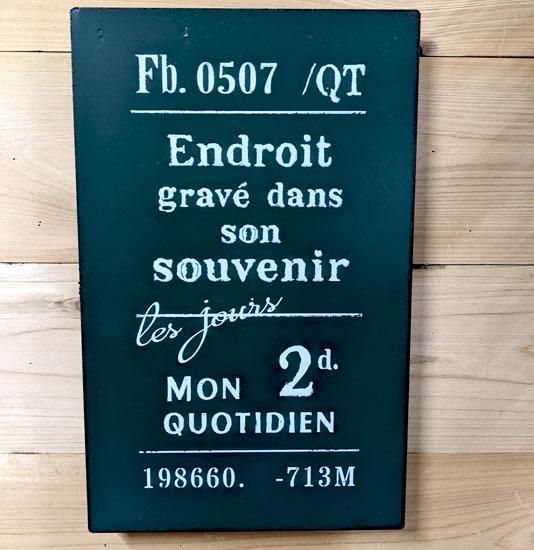 Fb. 0507 /QT
Endroit
gravé dans
son
souvenir
les jours
MON 2d.
QUOTIDIEN
198660. -713M